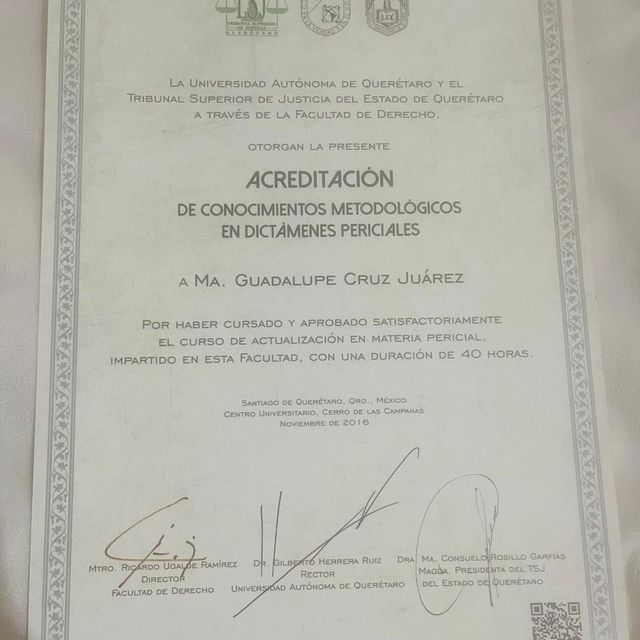 TRIBUNAL SUPERIOR
DE JUSTICIA
QUERÉTARO
La Universidad Autónoma de Querétaro y el
Tribunal Superior de Justicia del Estado de Querétaro
a través de la Facultad de Derecho,
otorgan la presente
ACREDITACIÓN
DE CONOCIMIENTOS METODOLÓGICOS
EN DICTÁMENES PERICIALES
a Ma. Guadalupe Cruz Juárez
Por haber cursado y aprobado satisfactoriamente
el curso de actualización en materia pericial,
impartido en esta Facultad, con una duración de 40 horas.
Santiago de Querétaro, Qro., México.
Centro Universitario, Cerro de las Campanas.
Noviembre de 2016.
Mtro. Ricardo Ugalde Ramírez
Director
Facultad de Derecho
Dr. Gilberto Herrera Ruiz
Rector
Universidad Autónoma de Querétaro
Dra. Ma. Consuelo Rosillo Garfias
Magda. Presidenta del TSJ
del Estado de Querétaro